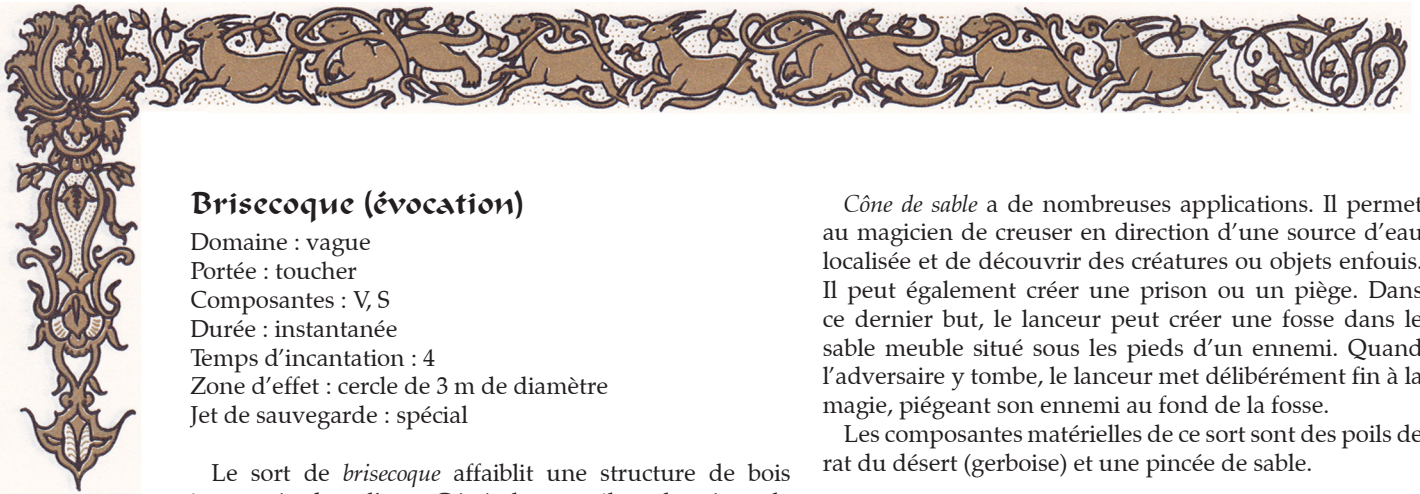 Brisecoque (évocation)
Domaine : vague
Portée : toucher
Composantes : V, S
Durée : instantanée
Temps d'incantation : 4
Zone d'effet : cercle de 3 m de diamètre
Jet de sauvegarde : spécial
Le sort de brisecoque affaiblit une structure de bois
Cône de sable a de nombreuses applications. Il permet
au magicien de creuser en direction d'une source d'eau
localisée et de découvrir des créatures ou objets enfouis.
Il peut également créer une prison ou un piège. Dans
ce dernier but, le lanceur peut créer une fosse dans le
sable meuble situé sous les pieds d'un ennemi. Quand
l'adversaire y tombe, le lanceur met délibérément fin à la
magie, piégeant son ennemi au fond de la fosse.
Les composantes matérielles de ce sort sont des poils de
rat du désert (gerboise) et une pincée de sable.